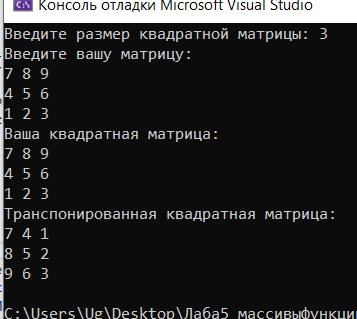 Консоль отладки Microsoft Visual Studio
Введите размер квадратной матрицы: 3
Введите вашу матрицу:
7 8 9
4 5 6
1 2 3
Ваша квадратная матрица:
7 8 9
4 5 6
1 2 3
Транспонированная квадратная матрица:
7 4 1
8 5 2
9 6 3
C:\Users\Ug\Desktop\Лаба5 массивыфункци